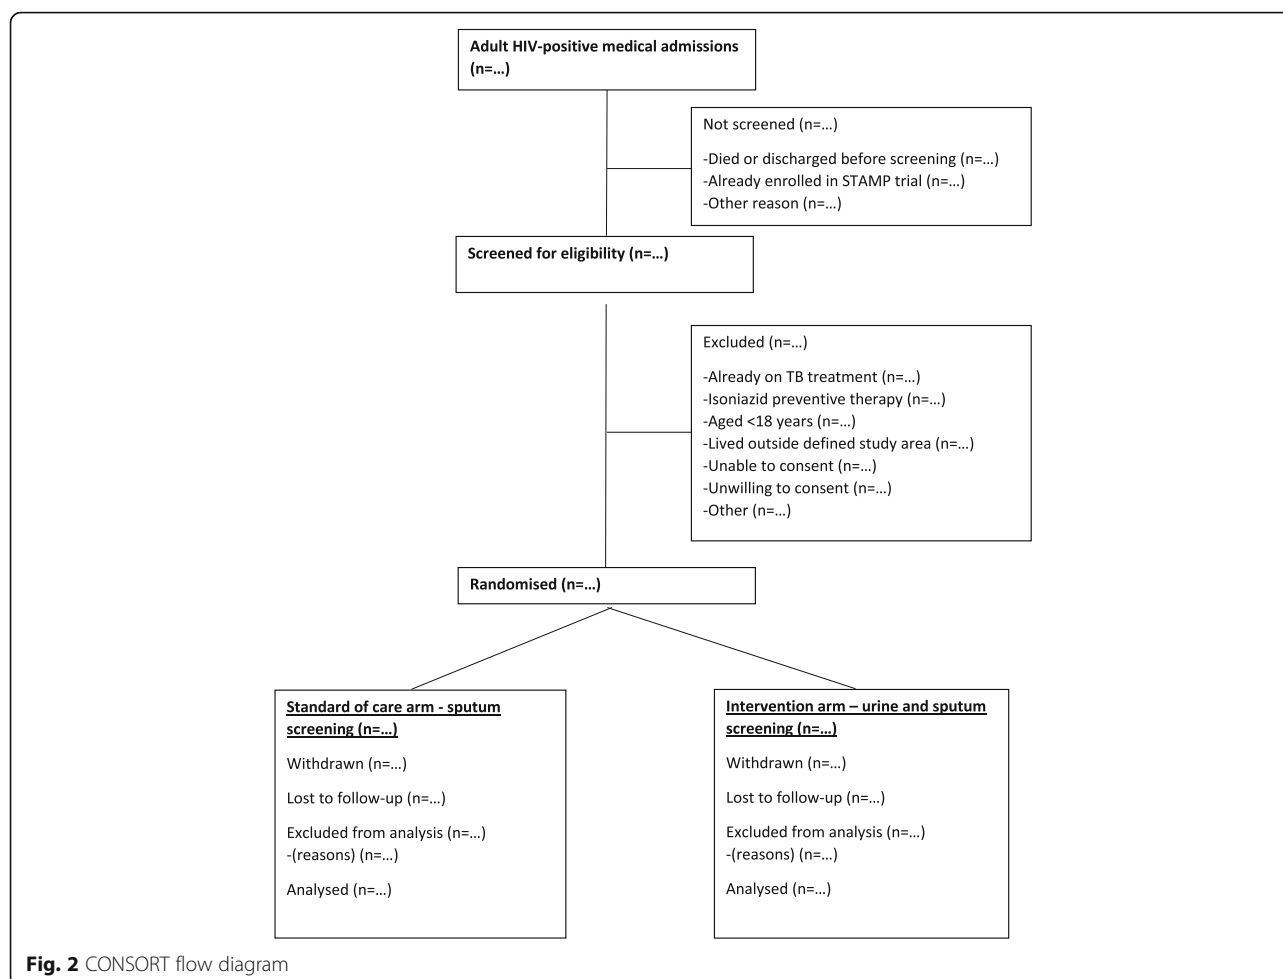 Adult HIV-positive medical admissions
(n=…)
Not screened (n=…)
-Died or discharged before screening (n=…)
-Already enrolled in STAMP trial (n=…)
-Other reason (n=…)
Screened for eligibility (n=…)
Excluded (n=…)
-Already on TB treatment (n=…)
-Isoniazid preventive therapy (n=…)
-Aged <18 years (n=…)
-Lived outside defined study area (n=…)
-Unable to consent (n=…)
-Unwilling to consent (n=…)
-Other (n=…)
Randomised (n=…)
Standard of care arm - sputum
screening (n=…)
Withdrawn (n=…)
Lost to follow-up (n=…)
Excluded from analysis (n=…)
-(reasons) (n=…)
Analysed (n=…)
Intervention arm – urine and sputum
screening (n=…)
Withdrawn (n=…)
Lost to follow-up (n=…)
Excluded from analysis (n=…)
-(reasons) (n=…)
Analysed (n=…)
Fig. 2 CONSORT flow diagram